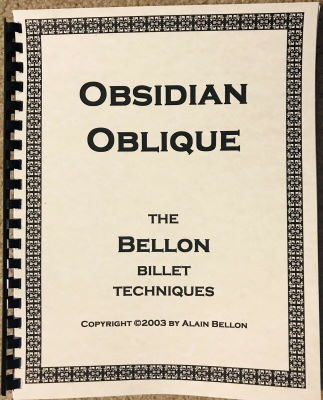 OBSIDIAN
OBLIQUE
THE
BELLON
BILLET
TECHNIQUES
COPYRIGHT ©2003 BY ALAIN BELLON